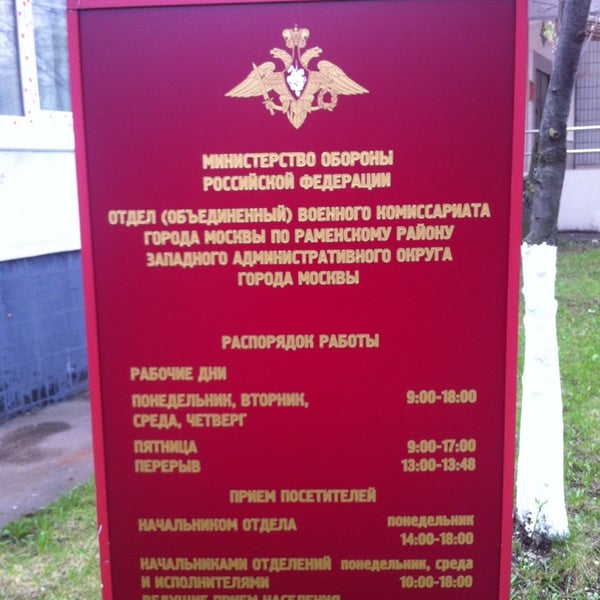 МИНИСТЕРСТВО ОБОРОНЫ
РОССИЙСКОЙ ФЕДЕРАЦИИ
ОТДЕЛ (ОБЪЕДИНЕННЫЙ) ВОЕННОГО КОМИССАРИАТА
ГОРОДА МОСКВЫ ПО РАМЕНСКОМУ РАЙОНУ
ЗАПАДНОГО АДМИНИСТРАТИВНОГО ОКРУГА
ГОРОДА МОСКВЫ
РАСПОРЯДОК РАБОТЫ
РАБОЧИЕ ДНИ
ПОНЕДЕЛЬНИК, ВТОРНИК, 9:00-18:00
СРЕДА, ЧЕТВЕРГ
ПЯТНИЦА 9:00-17:00
ПЕРЕРЫВ 13:00-13:48
ПРИЕМ ПОСЕТИТЕЛЕЙ
НАЧАЛЬНИКОМ ОТДЕЛА понедельник
14:00-18:00
НАЧАЛЬНИКАМИ ОТДЕЛЕНИЙ понедельник, среда
И ИСПОЛНИТЕЛЯМИ 10:00-18:00
ВЕДУЩИЕ ПРИЕМ НАСЕЛЕНИЯ